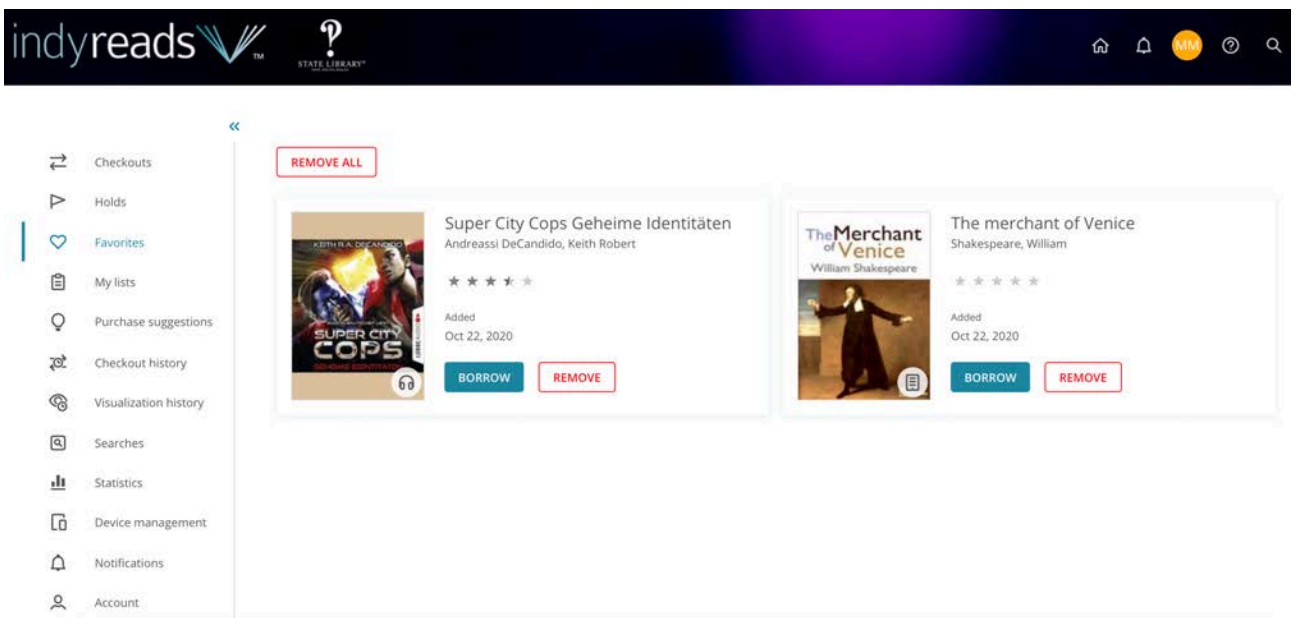 indyreads
TM
STATE LIBRARY®
MM
Checkouts
Holds
Favorites
My lists
Purchase suggestions
Checkout history
Visualization history
Searches
Statistics
Device management
Notifications
Account
REMOVE ALL
KEITH R.A. DECANDIDO
SUPER CITY
COPS
GEHEIME IDENTITÄTEN
Super City Cops Geheime Identitäten
Andreassi DeCandido, Keith Robert
Added
Oct 22, 2020
BORROW
REMOVE
The Merchant
of Venice
William Shakespeare
The merchant of Venice
Shakespeare, William
Added
Oct 22, 2020
BORROW
REMOVE